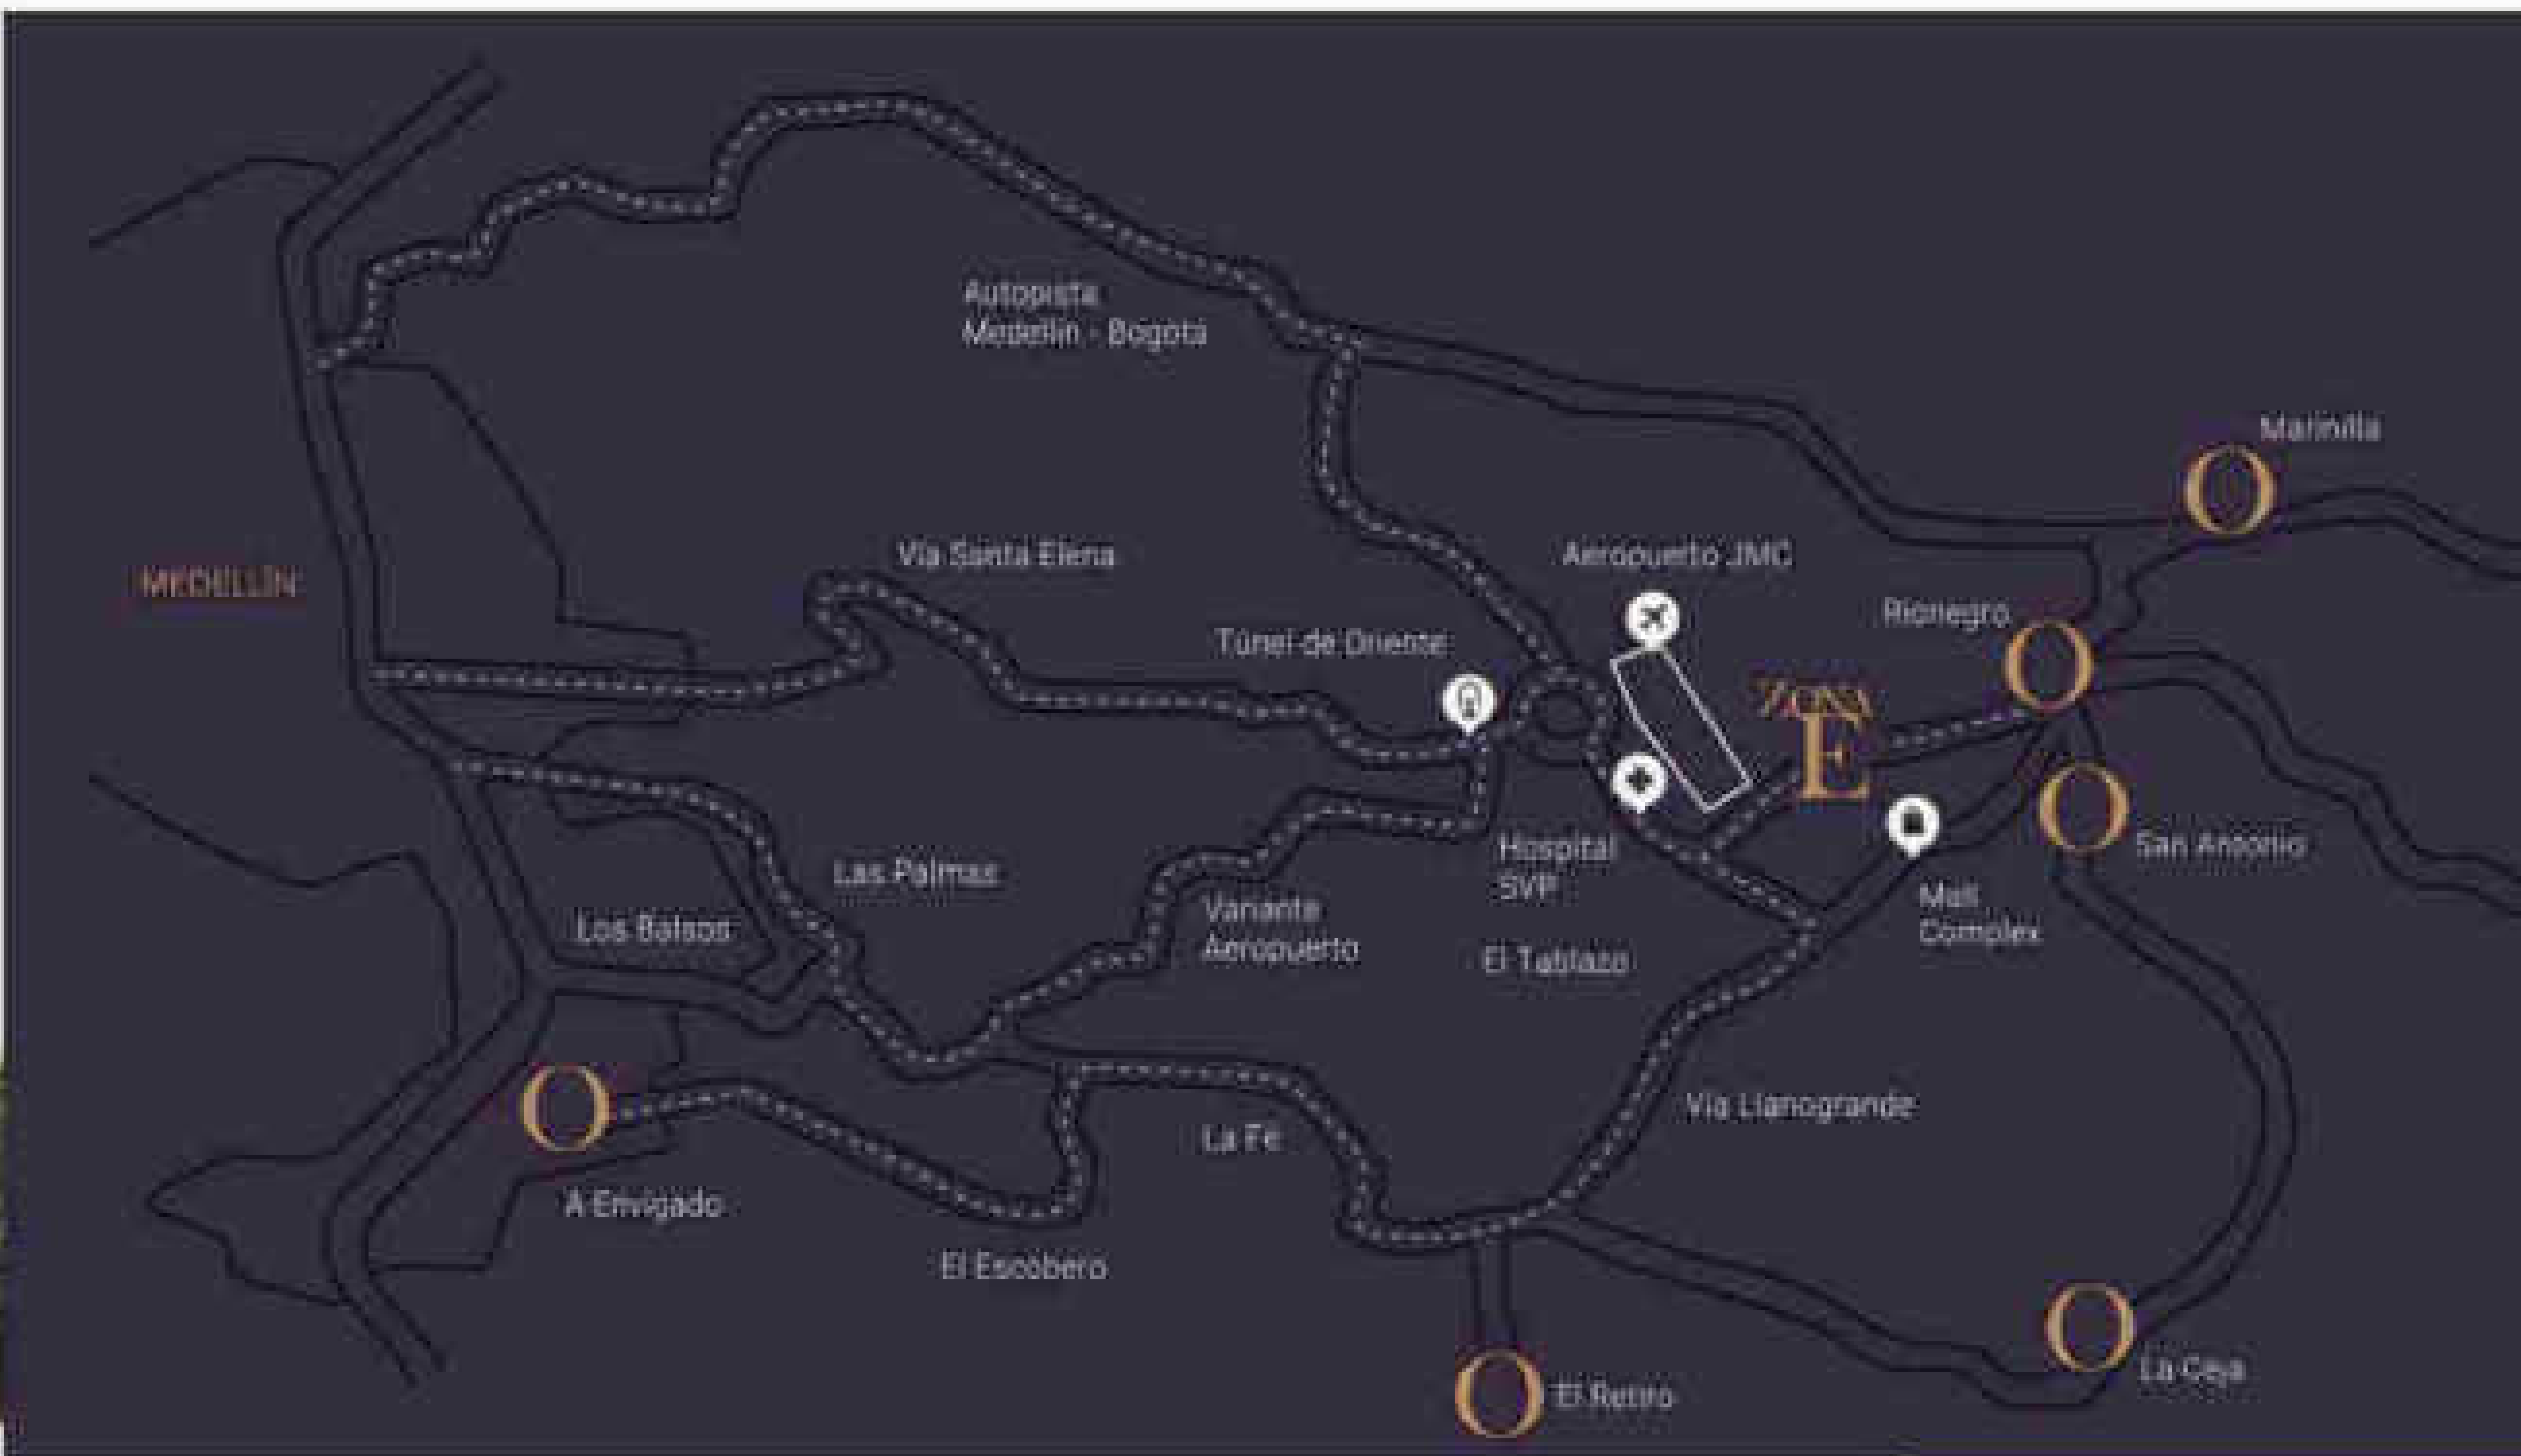 Autopista
Medellín - Bogotá
Marinilla
Vía Santa Elena
Aeropuerto JMC
MEDELLÍN
Rionegro
Túnel de Oriente
ZONA
E
Las Palmas
Hospital
SVP
San Antonio
Los Balsos
Variante
Aeropuerto
Mall
Complex
El Tablazo
Vía Llanogrande
La Fe
A Envigado
El Escobero
La Ceja
El Retiro